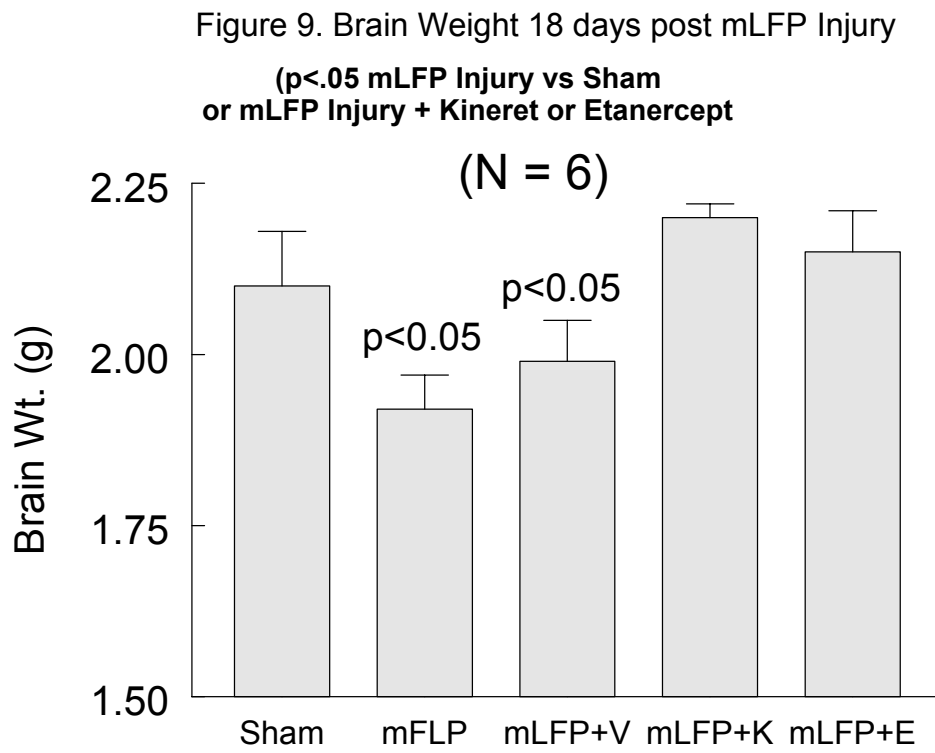 Figure 9. Brain Weight 18 days post mLFP Injury
(p<.05 mLFP Injury vs Sham
or mLFP Injury + Kineret or Etanercept
(N = 6)
2.25
2.00
1.75
1.50
Brain Wt. (g)
p<0.05
p<0.05
Sham mFLP mLFP+V mLFP+K mLFP+E